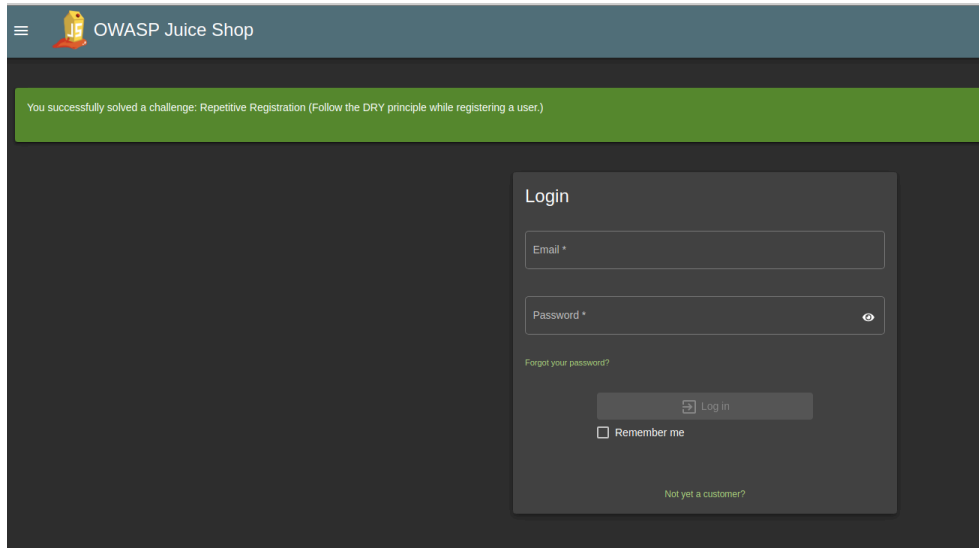 OWASP Juice Shop
You successfully solved a challenge: Repetitive Registration (Follow the DRY principle while registering a user.)
Login
Email *
Password *
Forgot your password?
Log in
Remember me
Not yet a customer?